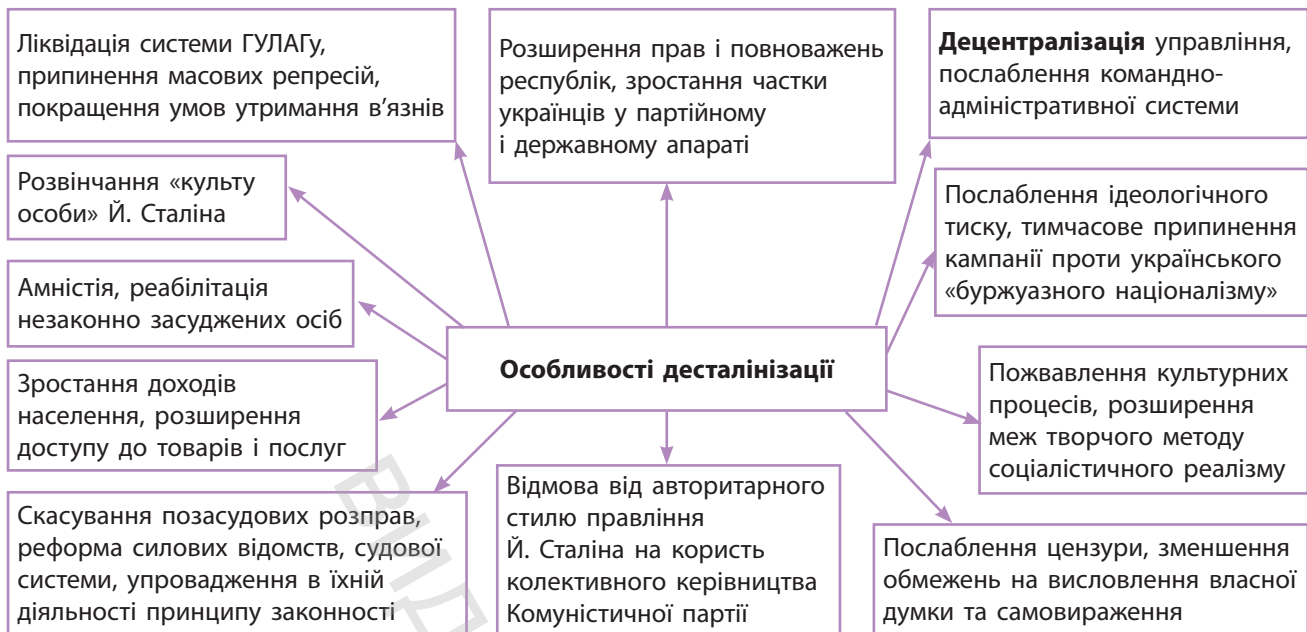 Ліквідація системи ГУЛАГу,
припинення масових репресій,
покращення умов утримання в'язнів
Розширення прав і повноважень
республік, зростання частки
українців у партійному
і державному апараті
Децентралізація управління,
послаблення командно-
адміністративної системи
Розвінчання «культу
особи» Й. Сталіна
Послаблення ідеологічного
тиску, тимчасове припинення
кампанії проти українського
«буржуазного націоналізму»
Амністія, реабілітація
незаконно засуджених осіб
Особливості десталінізації
Зростання доходів
населення, розширення
доступу до товарів і послуг
Пожвавлення культурних
процесів, розширення
меж творчого методу
соціалістичного реалізму
Скасування позасудових розправ,
реформа силових відомств, судової
системи, упровадження в їхній
діяльності принципу законності
Відмова від авторитарного
стилю правління
Й. Сталіна на користь
колективного керівництва
Комуністичної партії
Послаблення цензури, зменшення
обмежень на висловлення власної
думки та самовираження